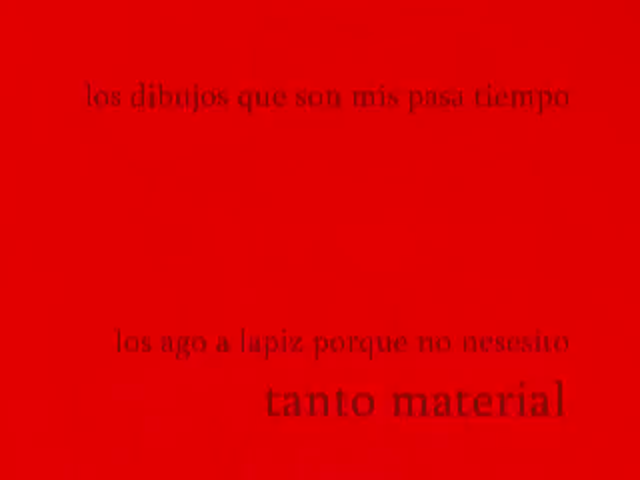 los dibujos que son mis pasa tiempo
los ago a lapiz porque no nesesito
tanto material